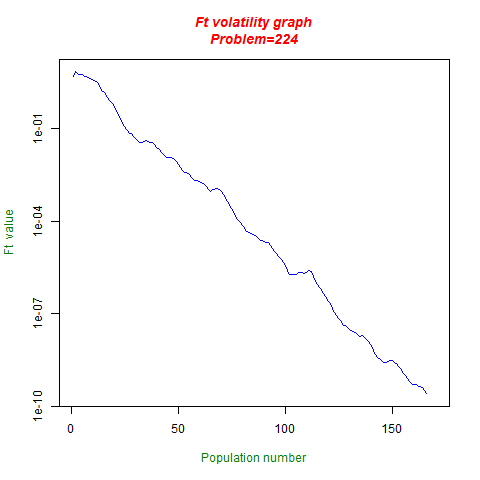 Ft volatility graph
Problem=224
Ft value
1e-01
1e-04
1e-07
1e-10
0
50
100
150
Population number